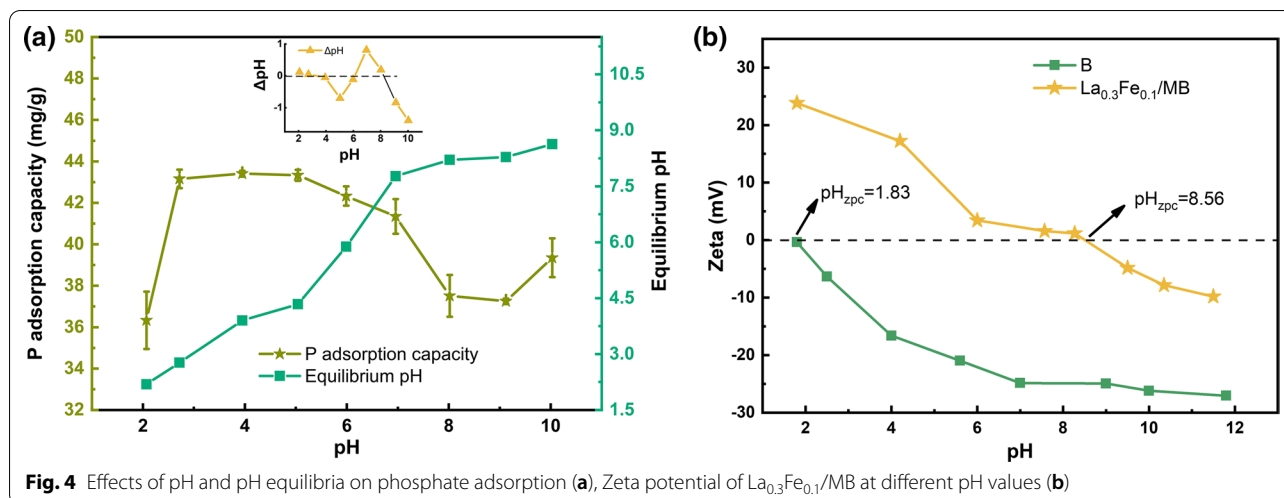 (a)
50
48
46
44
42
40
38
36
34
32
P adsorption capacity (mg/g)
2
4
6
8
10
pH
10.5
9.0
7.5
6.0
4.5
3.0
1.5
Equilibrium pH
1
0
-1
ΔpH
ΔpH
2
4
6
8
10
pH
P adsorption capacity
Equilibrium pH
(b)
30
20
10
0
-10
-20
-30
Zeta (mV)
B
La0.3Fe0.1/MB
pHzpc=1.83
pHzpc=8.56
2
4
6
8
10
12
pH
Fig. 4 Effects of pH and pH equilibria on phosphate adsorption (a), Zeta potential of La0.3Fe0.1/MB at different pH values (b)